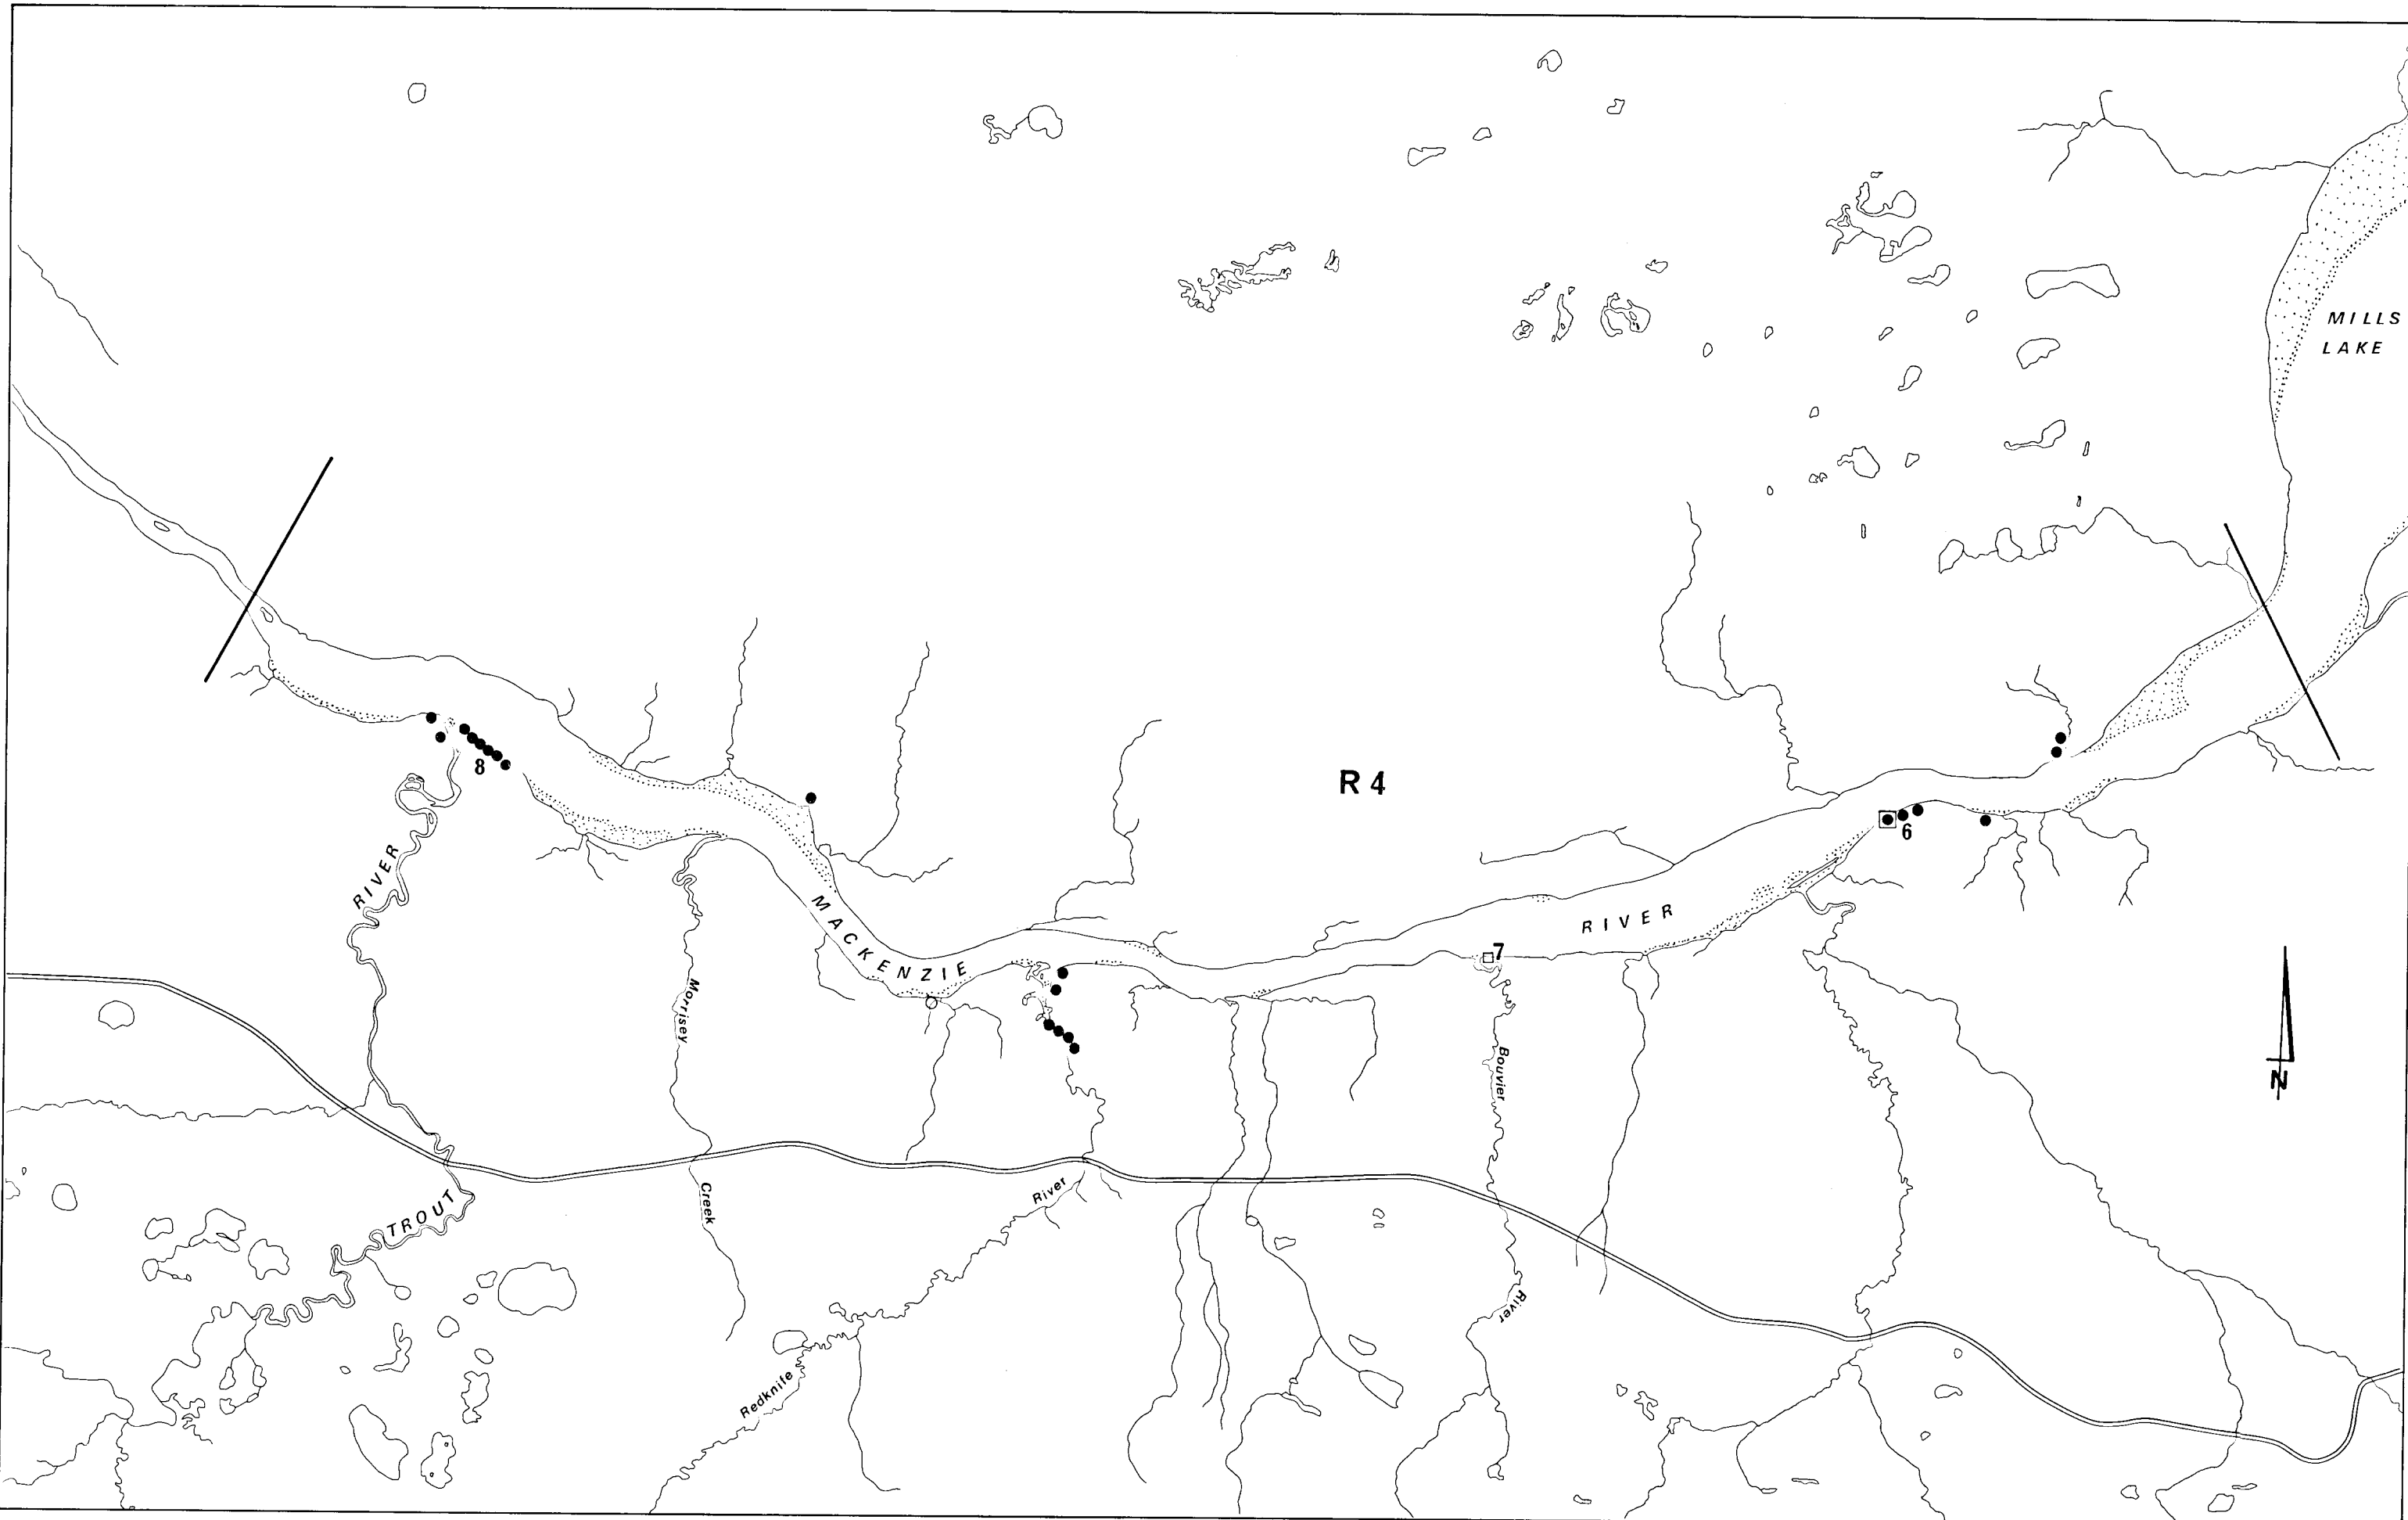 MILLS
LAKE
R 4
8
6
7
RIVER
TROUT
MACKENZIE
RIVER
Morrisey
Creek
Redknife
River
Bouvier
River
N